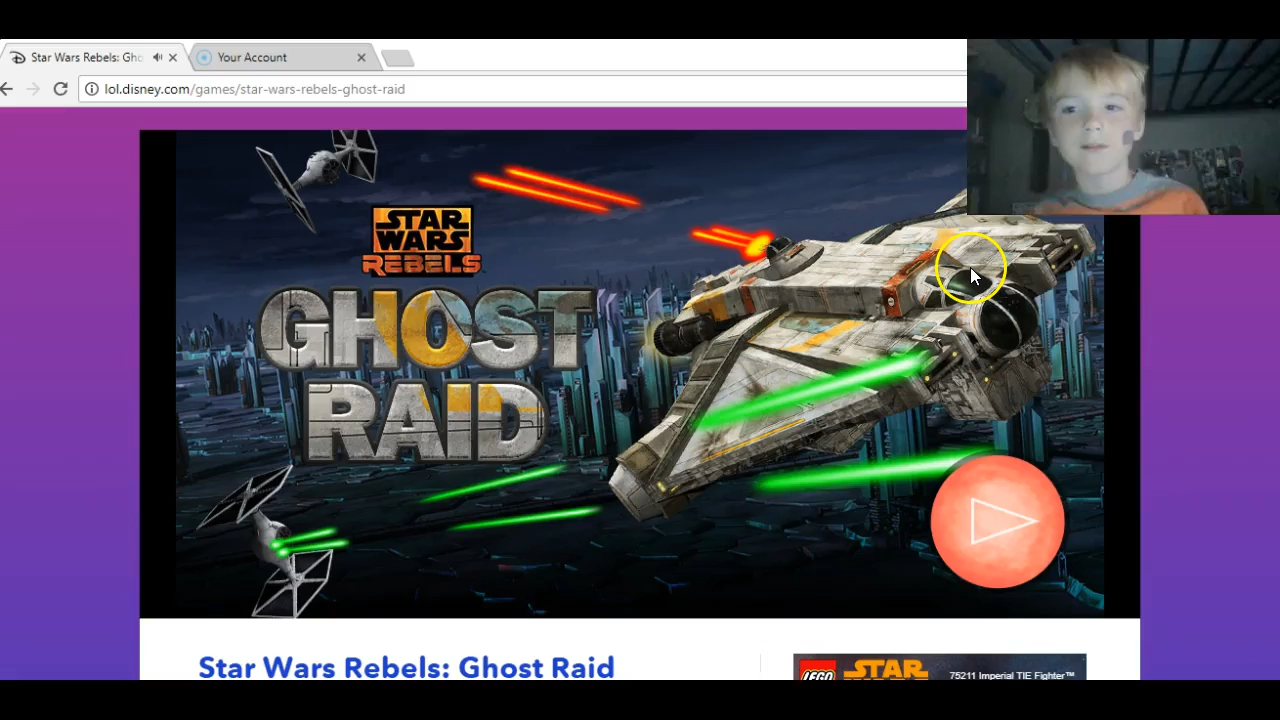 Star Wars Rebels: Gho
Your Account
lol.disney.com/games/star-wars-rebels-ghost-raid
STAR
WARS
REBELS
GHOST
RAID
Star Wars Rebels: Ghost Raid
LEGO
STAR
75211 Imperial TIE Fighter™